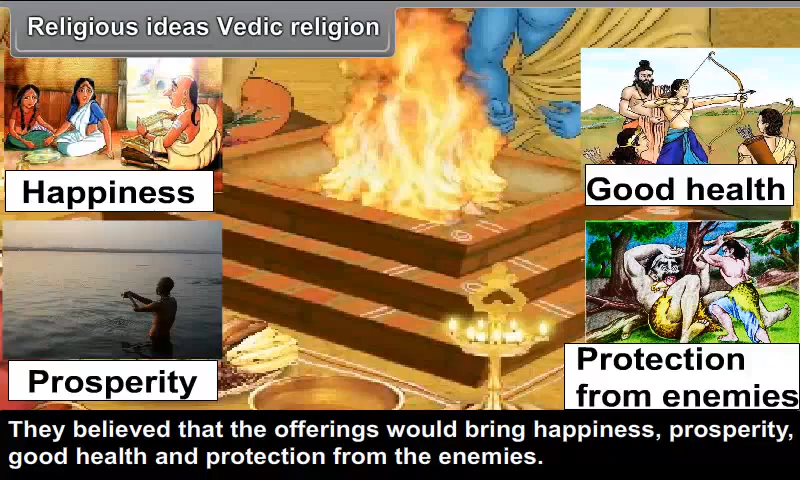 Religious ideas Vedic religion
Happiness
Good health
Prosperity
Protection
from enemies
They believed that the offerings would bring happiness, prosperity,
good health and protection from the enemies.